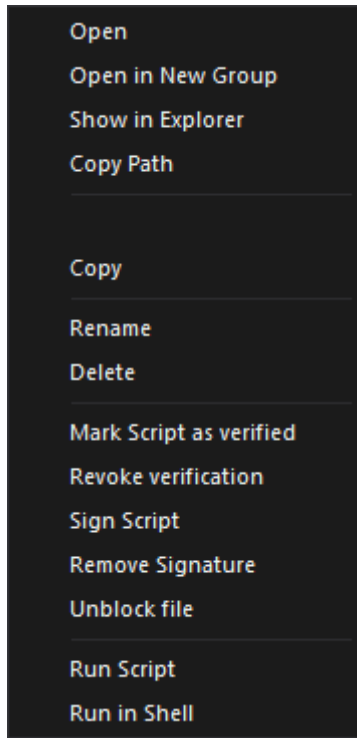 Open
Open in New Group
Show in Explorer
Copy Path
Copy
Rename
Delete
Mark Script as verified
Revoke verification
Sign Script
Remove Signature
Unblock file
Run Script
Run in Shell